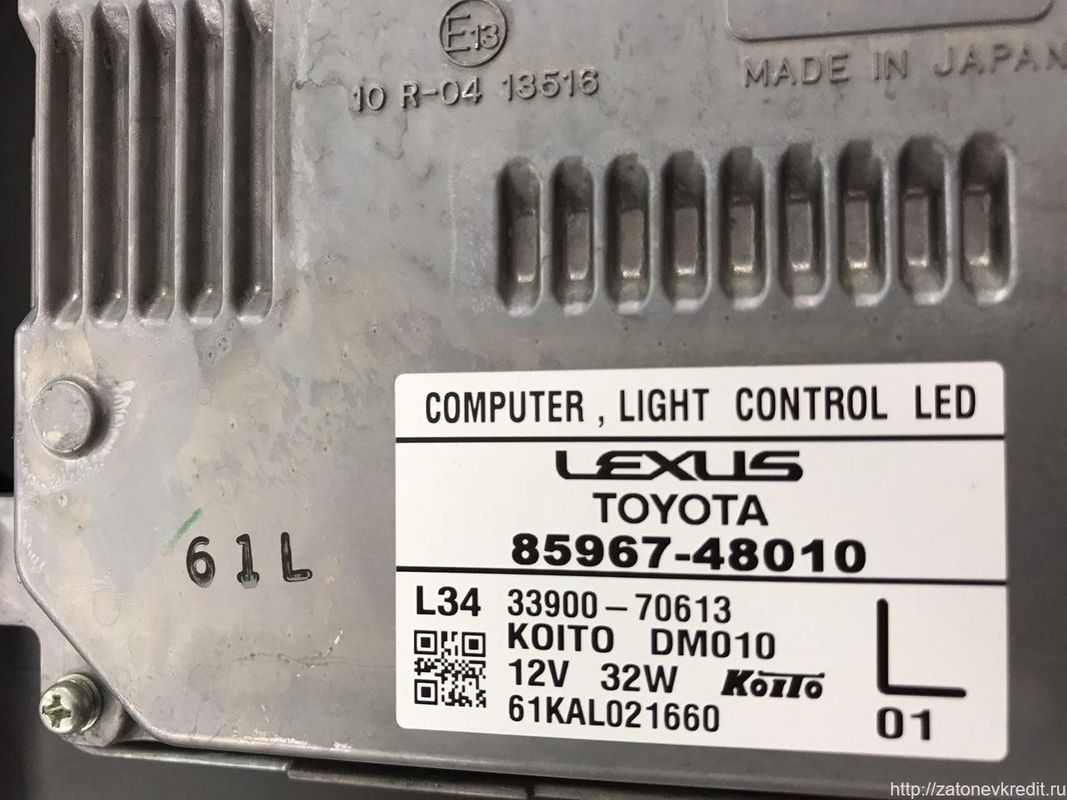 E13
10 R-04 13516
MADE IN JAPAN
COMPUTER , LIGHT CONTROL LED
LEXUS
TOYOTA
85967-48010
61L
L34 33900-70613
KOITO DM010
12V 32W KOITO
61KAL021660
L
01
http://zatonevkredit.ru